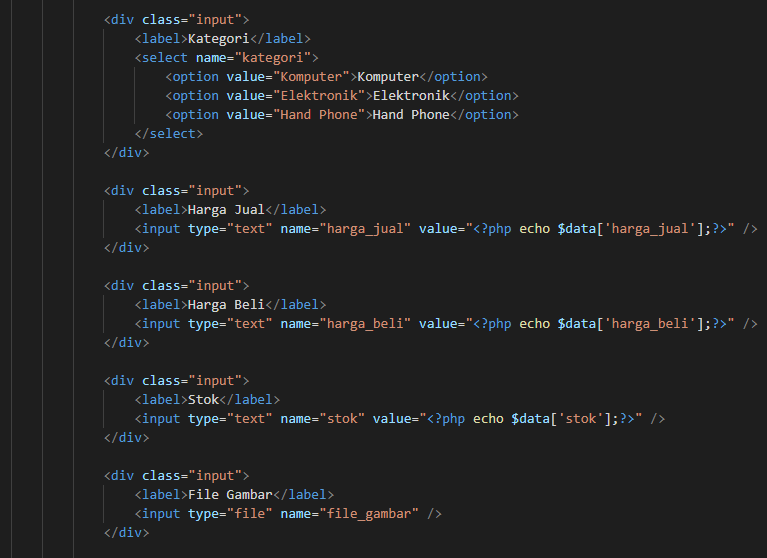 <div class="input">
<label>Kategori</label>
<select name="kategori">
<option value="Komputer">Komputer</option>
<option value="Elektronik">Elektronik</option>
<option value="Hand Phone">Hand Phone</option>
</select>
</div>
<div class="input">
<label>Harga Jual</label>
<input type="text" name="harga_jual" value="<?php echo $data['harga_jual'];?>" />
</div>
<div class="input">
<label>Harga Beli</label>
<input type="text" name="harga_beli" value="<?php echo $data['harga_beli'];?>" />
</div>
<div class="input">
<label>Stok</label>
<input type="text" name="stok" value="<?php echo $data['stok'];?>" />
</div>
<div class="input">
<label>File Gambar</label>
<input type="file" name="file_gambar" />
</div>